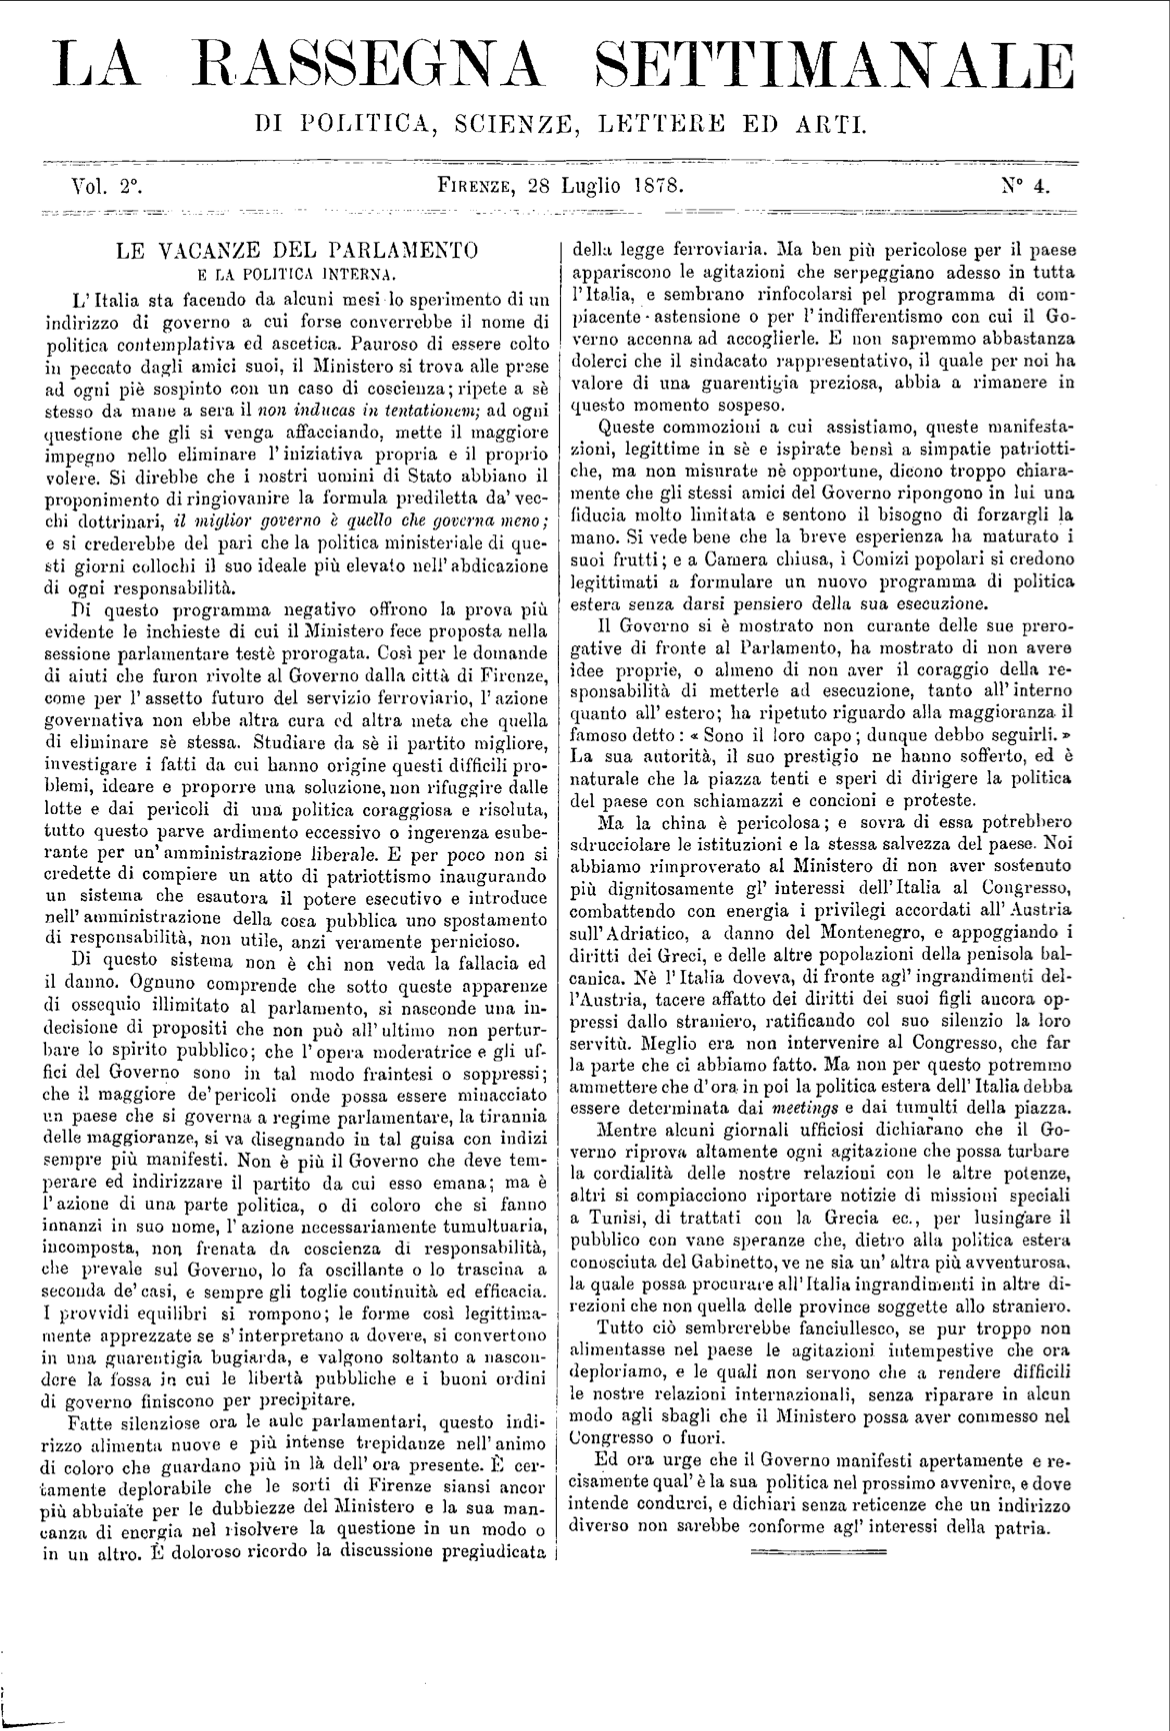 LA RASSEGNA SETTIMANALE
DI POLITICA, SCIENZE, LETTERE ED ARTI.
Vol. 2°. FIRENZE, 28 Luglio 1878. N° 4.
LE VACANZE DEL PARLAMENTO
E LA POLITICA INTERNA.
L'Italia sta facendo da alcuni mesi lo sperimento di un
indirizzo di governo a cui forse converrebbe il nome di
politica contemplativa ed ascetica. Pauroso di essere colto
in peccato dagli amici suoi, il Ministero si trova alle prese
ad ogni piè sospinto con un caso di coscienza; ripete a sè
stesso da mane a sera il non inducas in tentationem; ad ogni
questione che gli si venga affacciando, mette il maggiore
impegno nello eliminare l'iniziativa propria e il proprio
volere. Si direbbe che i nostri uomini di Stato abbiano il
proponimento di ringiovanire la formula prediletta da' vec-
chi dottrinari, il miglior governo è quello che governa meno;
e si crederebbe del pari che la politica ministeriale di que-
sti giorni collochi il suo ideale più elevato nell'abdicazione
di ogni responsabilità.
Di questo programma negativo offrono la prova più
evidente le inchieste di cui il Ministero fece proposta nella
sessione parlamentare testè prorogata. Così per le domande
di aiuti che furon rivolte al Governo dalla città di Firenze,
come per l'assetto futuro del servizio ferroviario, l'azione
governativa non ebbe altra cura ed altra meta che quella
di eliminare sè stessa. Studiare da sè il partito migliore,
investigare i fatti da cui hanno origine questi difficili pro-
blemi, ideare e proporre una soluzione, non rifuggire dalle
lotte e dai pericoli di una politica coraggiosa e risoluta,
tutto questo parve ardimento eccessivo o ingerenza esube-
rante per un'amministrazione liberale. E per poco non si
credette di compiere un atto di patriottismo inaugurando
un sistema che esautora il potere esecutivo e introduce
nell'amministrazione della cosa pubblica uno spostamento
di responsabilità, non utile, anzi veramente pernicioso.
Di questo sistema non è chi non veda la fallacia ed
il danno. Ognuno comprende che sotto queste apparenze
di ossequio illimitato al parlamento, si nasconde una in-
decisione di propositi che non può all'ultimo non pertur-
bare lo spirito pubblico; che l'opera moderatrice e gli uf-
fici del Governo sono in tal modo fraintesi o soppressi;
che il maggiore de'pericoli onde possa essere minacciato
un paese che si governa a regime parlamentare, la tirannia
delle maggioranze, si va disegnando in tal guisa con indizi
sempre più manifesti. Non è più il Governo che deve tem-
perare ed indirizzare il partito da cui esso emana; ma è
l'azione di una parte politica, o di coloro che si fanno
innanzi in suo nome, l'azione necessariamente tumultuaria,
incomposta, non frenata da coscienza di responsabilità,
che prevale sul Governo, lo fa oscillante o lo trascina a
seconda de' casi, e sempre gli toglie continuità ed efficacia.
I provvidi equilibri si rompono; le forme così legittima-
mente apprezzate se s'interpretano a dovere, si convertono
in una guarentigia bugiarda, e valgono soltanto a nascon-
dere la fossa in cui le libertà pubbliche e i buoni ordini
di governo finiscono per precipitare.
Fatte silenziose ora le aule parlamentari, questo indi-
rizzo alimenta nuove e più intense trepidanze nell'animo
di coloro che guardano più in là dell'ora presente. È cer-
tamente deplorabile che le sorti di Firenze siansi ancor
più abbuiate per le dubbiezze del Ministero e la sua man-
canza di energia nel risolvere la questione in un modo o
in un altro. È doloroso ricordo la discussione pregiudicata
della legge ferroviaria. Ma ben più pericolose per il paese
appariscono le agitazioni che serpeggiano adesso in tutta
l'Italia, e sembrano rinfocolarsi pel programma di com-
piacente astensione o per l'indifferentismo con cui il Go-
verno accenna ad accoglierle. E non sapremmo abbastanza
dolerci che il sindacato rappresentativo, il quale per noi ha
valore di una guarentigia preziosa, abbia a rimanere in
questo momento sospeso.
Queste commozioni a cui assistiamo, queste manifesta-
zioni, legittime in sè e ispirate bensì a simpatie patriotti-
che, ma non misurate nè opportune, dicono troppo chiara-
mente che gli stessi amici del Governo ripongono in lui una
fiducia molto limitata e sentono il bisogno di forzargli la
mano. Si vede bene che la breve esperienza ha maturato i
suoi frutti; e a Camera chiusa, i Comizi popolari si credono
legittimati a formulare un nuovo programma di politica
estera senza darsi pensiero della sua esecuzione.
Il Governo si è mostrato non curante delle sue prero-
gative di fronte al Parlamento, ha mostrato di non avere
idee proprie, o almeno di non aver il coraggio della re-
sponsabilità di metterle ad esecuzione, tanto all'interno
quanto all'estero; ha ripetuto riguardo alla maggioranza il
famoso detto: « Sono il loro capo; dunque debbo seguirli. »
La sua autorità, il suo prestigio ne hanno sofferto, ed è
naturale che la piazza tenti e speri di dirigere la politica
del paese con schiamazzi e concioni e proteste.
Ma la china è pericolosa; e sovra di essa potrebbero
sdrucciolare le istituzioni e la stessa salvezza del paese. Noi
abbiamo rimproverato al Ministero di non aver sostenuto
più dignitosamente gl'interessi dell'Italia al Congresso,
combattendo con energia i privilegi accordati all'Austria
sull'Adriatico, a danno del Montenegro, e appoggiando i
diritti dei Greci, e delle altre popolazioni della penisola bal-
canica. Nè l'Italia doveva, di fronte agl'ingrandimenti del-
l'Austria, tacere affatto dei diritti dei suoi figli ancora op-
pressi dallo straniero, ratificando col suo silenzio la loro
servitù. Meglio era non intervenire al Congresso, che far
la parte che ci abbiamo fatto. Ma non per questo potremmo
ammettere che d'ora in poi la politica estera dell'Italia debba
essere determinata dai meetings e dai tumulti della piazza.
Mentre alcuni giornali ufficiosi dichiarano che il Go-
verno riprova altamente ogni agitazione che possa turbare
la cordialità delle nostre relazioni con le altre potenze,
altri si compiacciono riportare notizie di missioni speciali
a Tunisi, di trattati con la Grecia ec., per lusingare il
pubblico con vane speranze che, dietro alla politica estera
conosciuta del Gabinetto, ve ne sia un'altra più avventurosa,
la quale possa procurare all'Italia ingrandimenti in altre di-
rezioni che non quella delle province soggette allo straniero.
Tutto ciò sembrerebbe fanciullesco, se pur troppo non
alimentasse nel paese le agitazioni intempestive che ora
deploriamo, e le quali non servono che a rendere difficili
le nostre relazioni internazionali, senza riparare in alcun
modo agli sbagli che il Ministero possa aver commesso nel
Congresso o fuori.
Ed ora urge che il Governo manifesti apertamente e re-
cisamente qual'è la sua politica nel prossimo avvenire, e dove
intende condurci, e dichiari senza reticenze che un indirizzo
diverso non sarebbe conforme agl'interessi della patria.